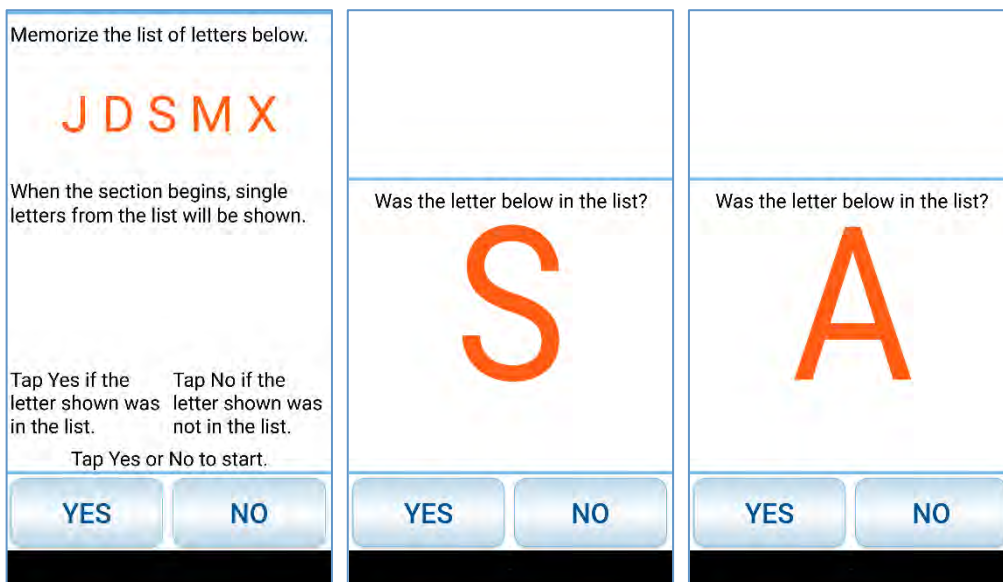 Memorize the list of letters below.
J D S M X
When the section begins, single
letters from the list will be shown.
Tap Yes if the
letter shown was
in the list.
Tap No if the
letter shown was
not in the list.
Tap Yes or No to start.
YES
NO
Was the letter below in the list?
S
YES
NO
Was the letter below in the list?
A
YES
NO